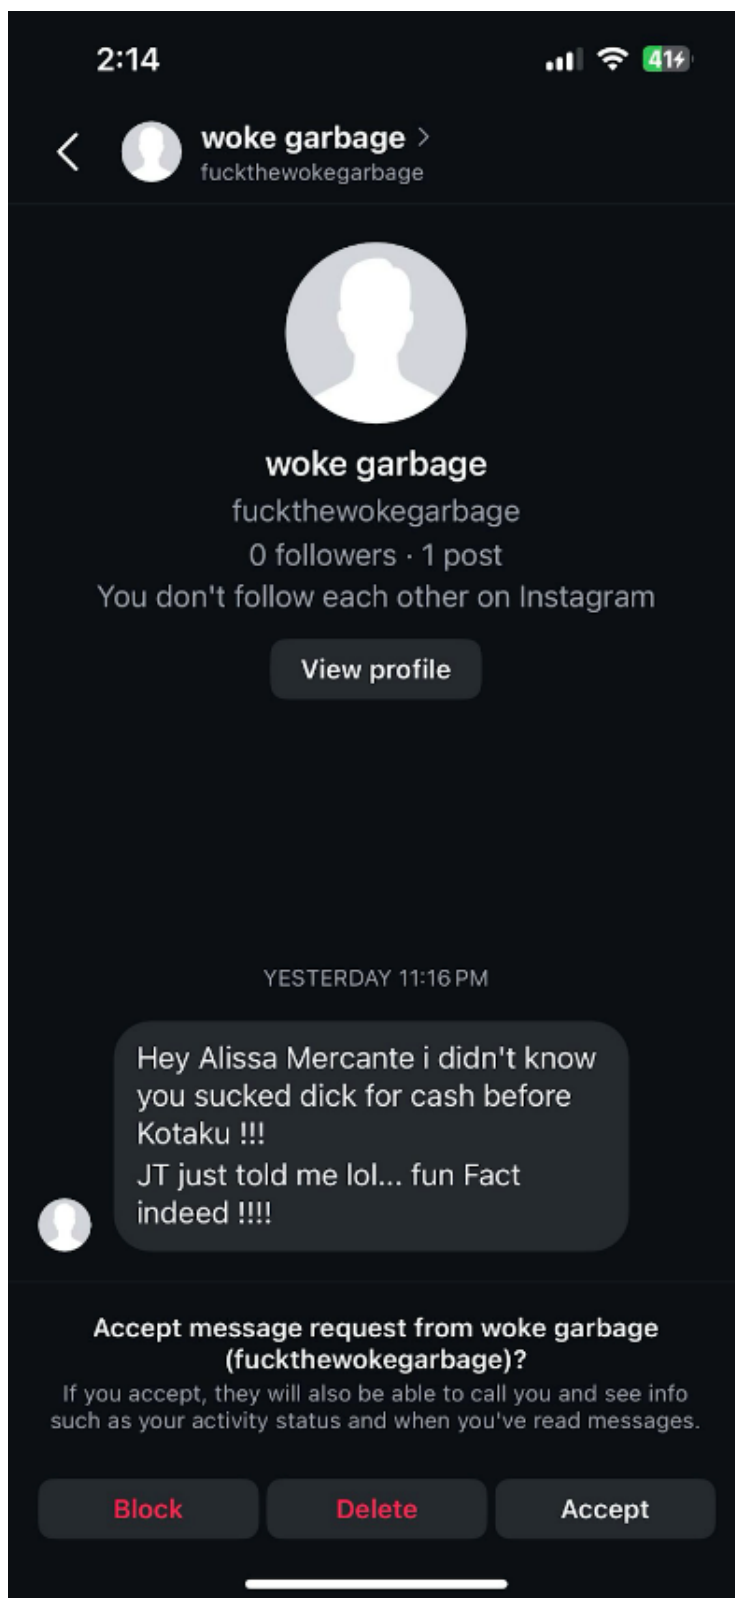 2:14
41
woke garbage
fuckthewokegarbage
woke garbage
fuckthewokegarbage
0 followers · 1 post
You don't follow each other on Instagram
View profile
YESTERDAY 11:16 PM
Hey Alissa Mercante i didn't know
you sucked dick for cash before
Kotaku !!!
JT just told me lol... fun Fact
indeed !!!!
Accept message request from woke garbage
(fuckthewokegarbage)?
If you accept, they will also be able to call you and see info
such as your activity status and when you've read messages.
Block Delete Accept